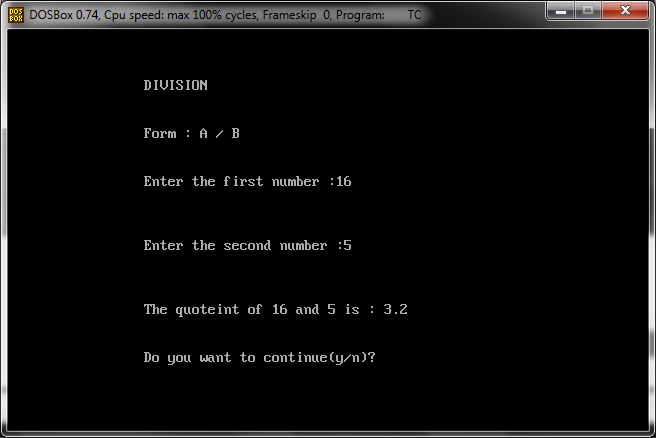 DOS BOX DOSBox 0.74, Cpu speed: max 100% cycles, Frameskip 0, Program: TC
DIVISION
Form : A / B
Enter the first number :16
Enter the second number :5
The quoteint of 16 and 5 is : 3.2
Do you want to continue(y/n)?